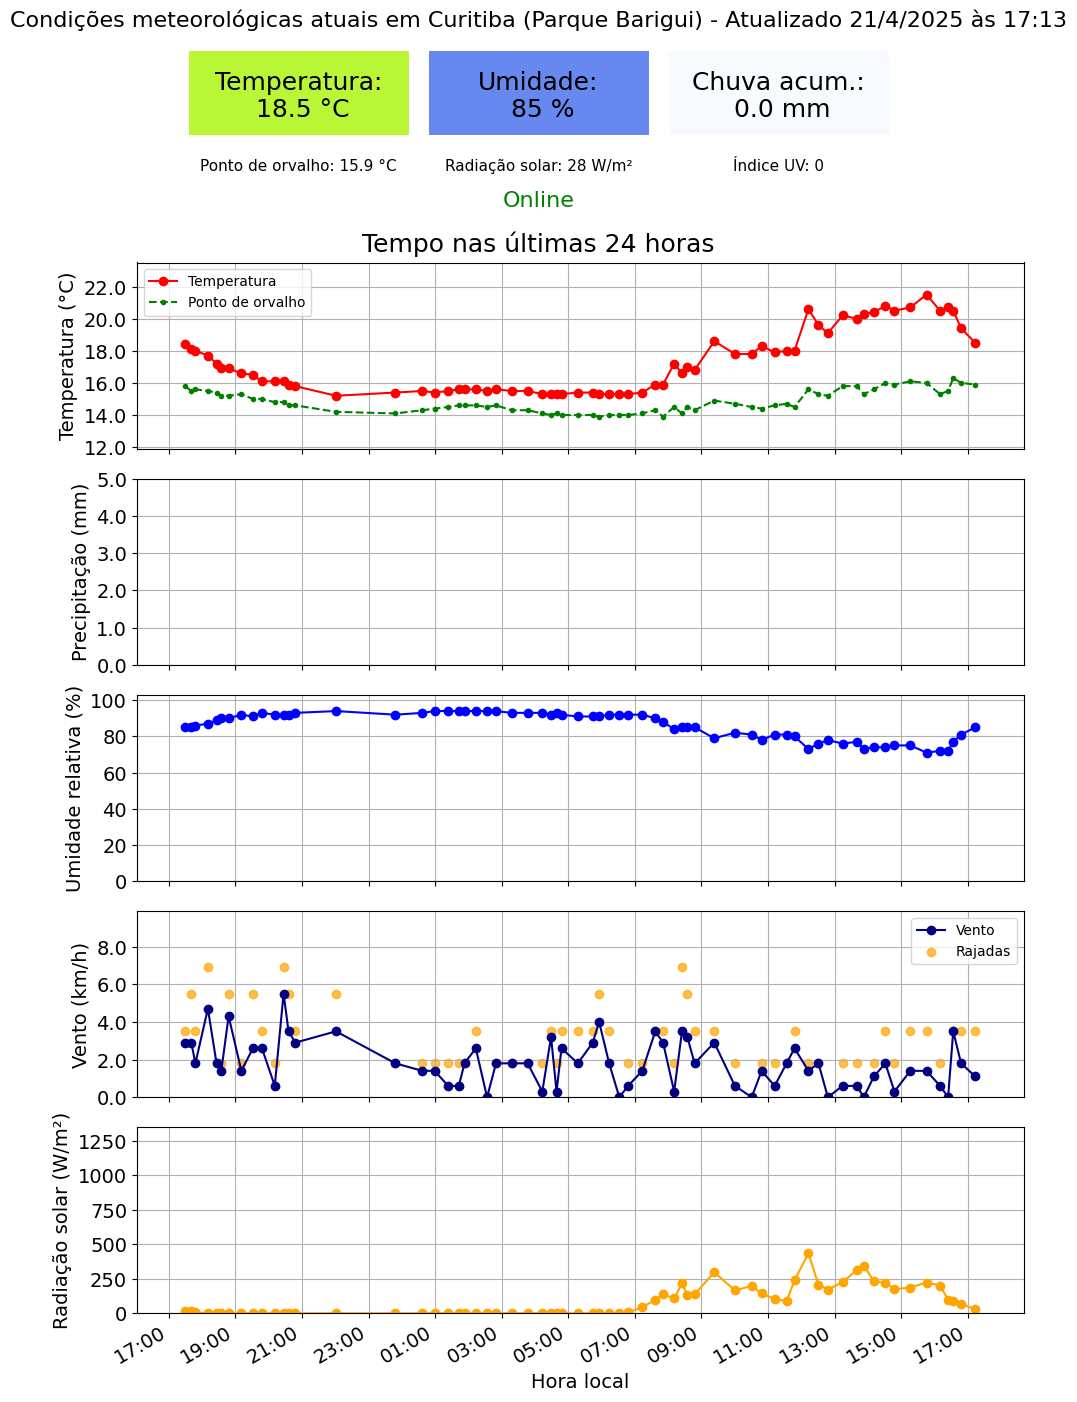 Condições meteorológicas atuais em Curitiba (Parque Barigui) - Atualizado 21/4/2025 às 17:13
Temperatura:
18.5 °C
Umidade:
85 %
Chuva acum.:
0.0 mm
Ponto de orvalho: 15.9 °C
Radiação solar: 28 W/m²
Índice UV: 0
Online
Tempo nas últimas 24 horas
Temperatura (°C)
22.0
20.0
18.0
16.0
14.0
12.0
Temperatura
Ponto de orvalho
Precipitação (mm)
5.0
4.0
3.0
2.0
1.0
0.0
Umidade relativa (%)
100
80
60
40
20
0
Vento (km/h)
8.0
6.0
4.0
2.0
0.0
Vento
Rajadas
Radiação solar (W/m²)
1250
1000
750
500
250
0
17:00
19:00
21:00
23:00
01:00
03:00
05:00
07:00
09:00
11:00
13:00
15:00
17:00
Hora local